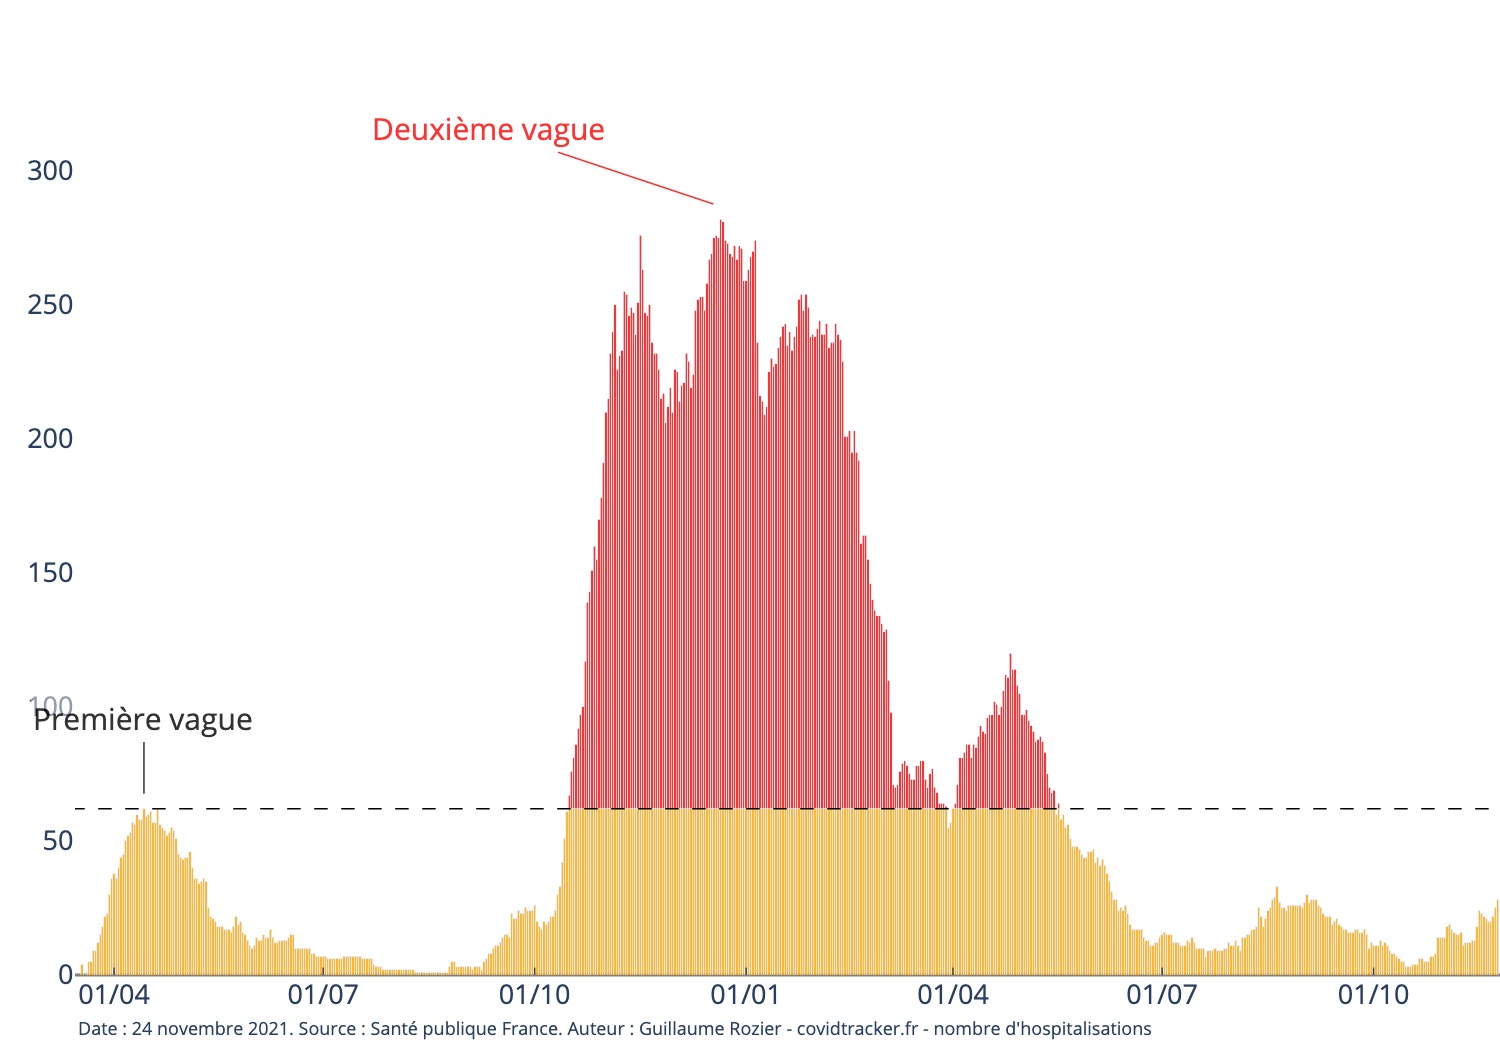 Deuxième vague
300
250
200
150
100
Première vague
50
0
01/04 01/07 01/10 01/01 01/04 01/07 01/10
Date : 24 novembre 2021. Source : Santé publique France. Auteur : Guillaume Rozier - covidtracker.fr - nombre d'hospitalisations